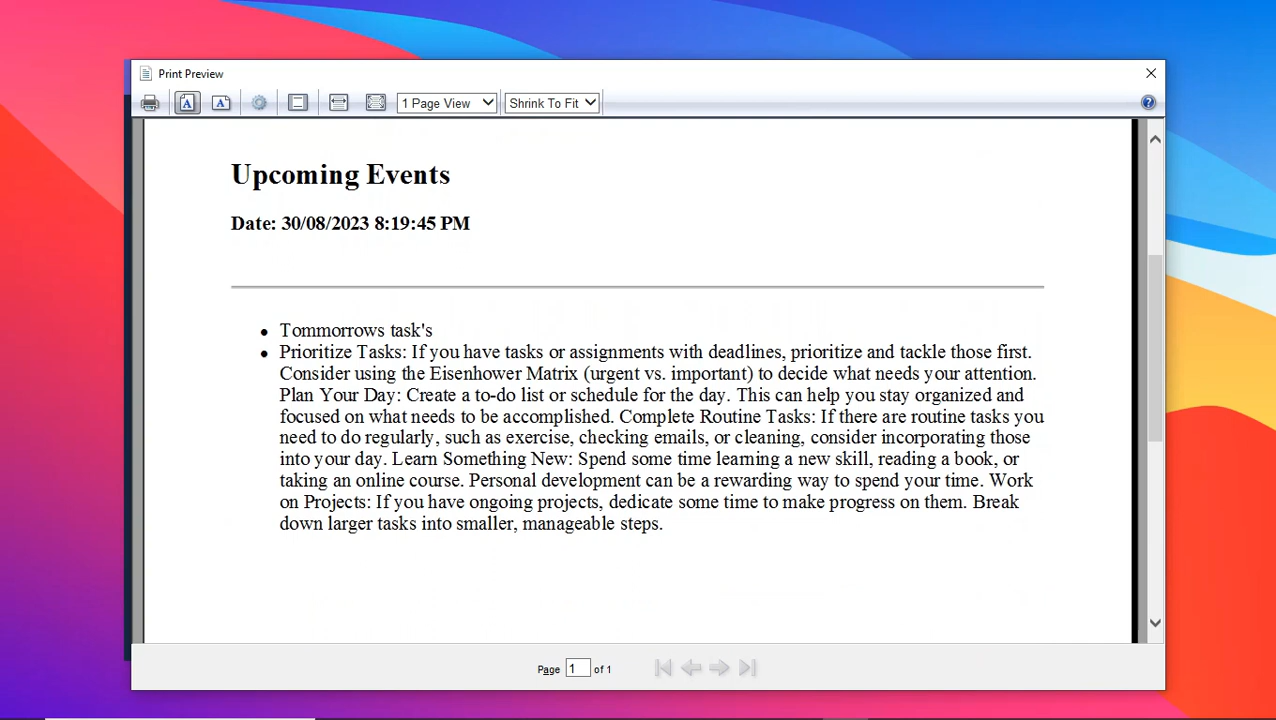 Print Preview
1 Page View
Shrink To Fit
Upcoming Events
Date: 30/08/2023 8:19:45 PM
Tommorrows task's
Prioritize Tasks: If you have tasks or assignments with deadlines, prioritize and tackle those first.
Consider using the Eisenhower Matrix (urgent vs. important) to decide what needs your attention.
Plan Your Day: Create a to-do list or schedule for the day. This can help you stay organized and
focused on what needs to be accomplished. Complete Routine Tasks: If there are routine tasks you
need to do regularly, such as exercise, checking emails, or cleaning, consider incorporating those
into your day. Learn Something New: Spend some time learning a new skill, reading a book, or
taking an online course. Personal development can be a rewarding way to spend your time. Work
on Projects: If you have ongoing projects, dedicate some time to make progress on them. Break
down larger tasks into smaller, manageable steps.
Page 1 of 1